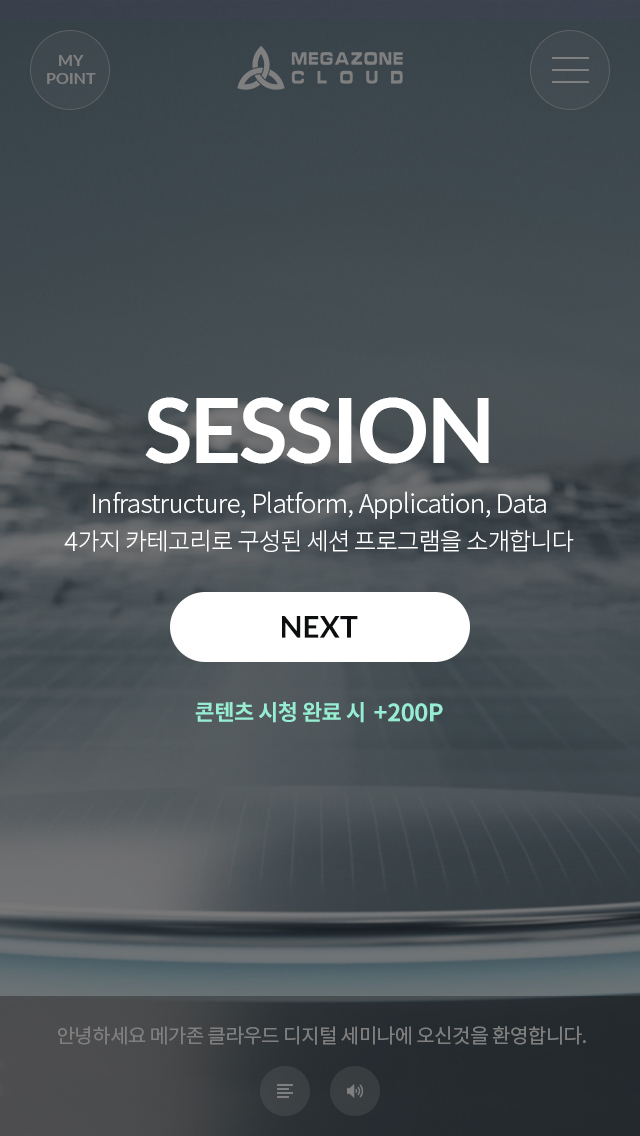 MY
POINT
MEGAZONE
CLOUD
SESSION
Infrastructure, Platform, Application, Data
4가지 카테고리로 구성된 세션 프로그램을 소개합니다
NEXT
콘텐츠 시청 완료 시 +200P
안녕하세요 메가존 클라우드 디지털 세미나에 오신것을 환영합니다.